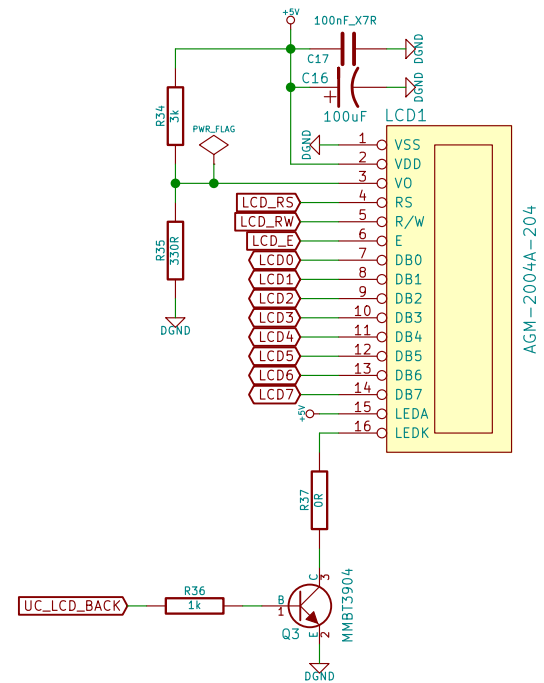 +5V
100nF_X7R
C17
DGND
C16
DGND
100uF
R34
3k
PWR_FLAG
DGND
LCD1
1 VSS
2 VDD
3 VO
LCD_RS 4 RS
LCD_RW 5 R/W
LCD_E 6 E
LCD0 7 DB0
LCD1 8 DB1
LCD2 9 DB2
LCD3 10 DB3
LCD4 11 DB4
LCD5 12 DB5
LCD6 13 DB6
LCD7 14 DB7
+5V 15 LEDA
16 LEDK
AGM-2004A-204
R35
330R
DGND
R37
0R
UC_LCD_BACK
R36
1k
B
1
C
3
Q3
E
2
MMBT3904
DGND